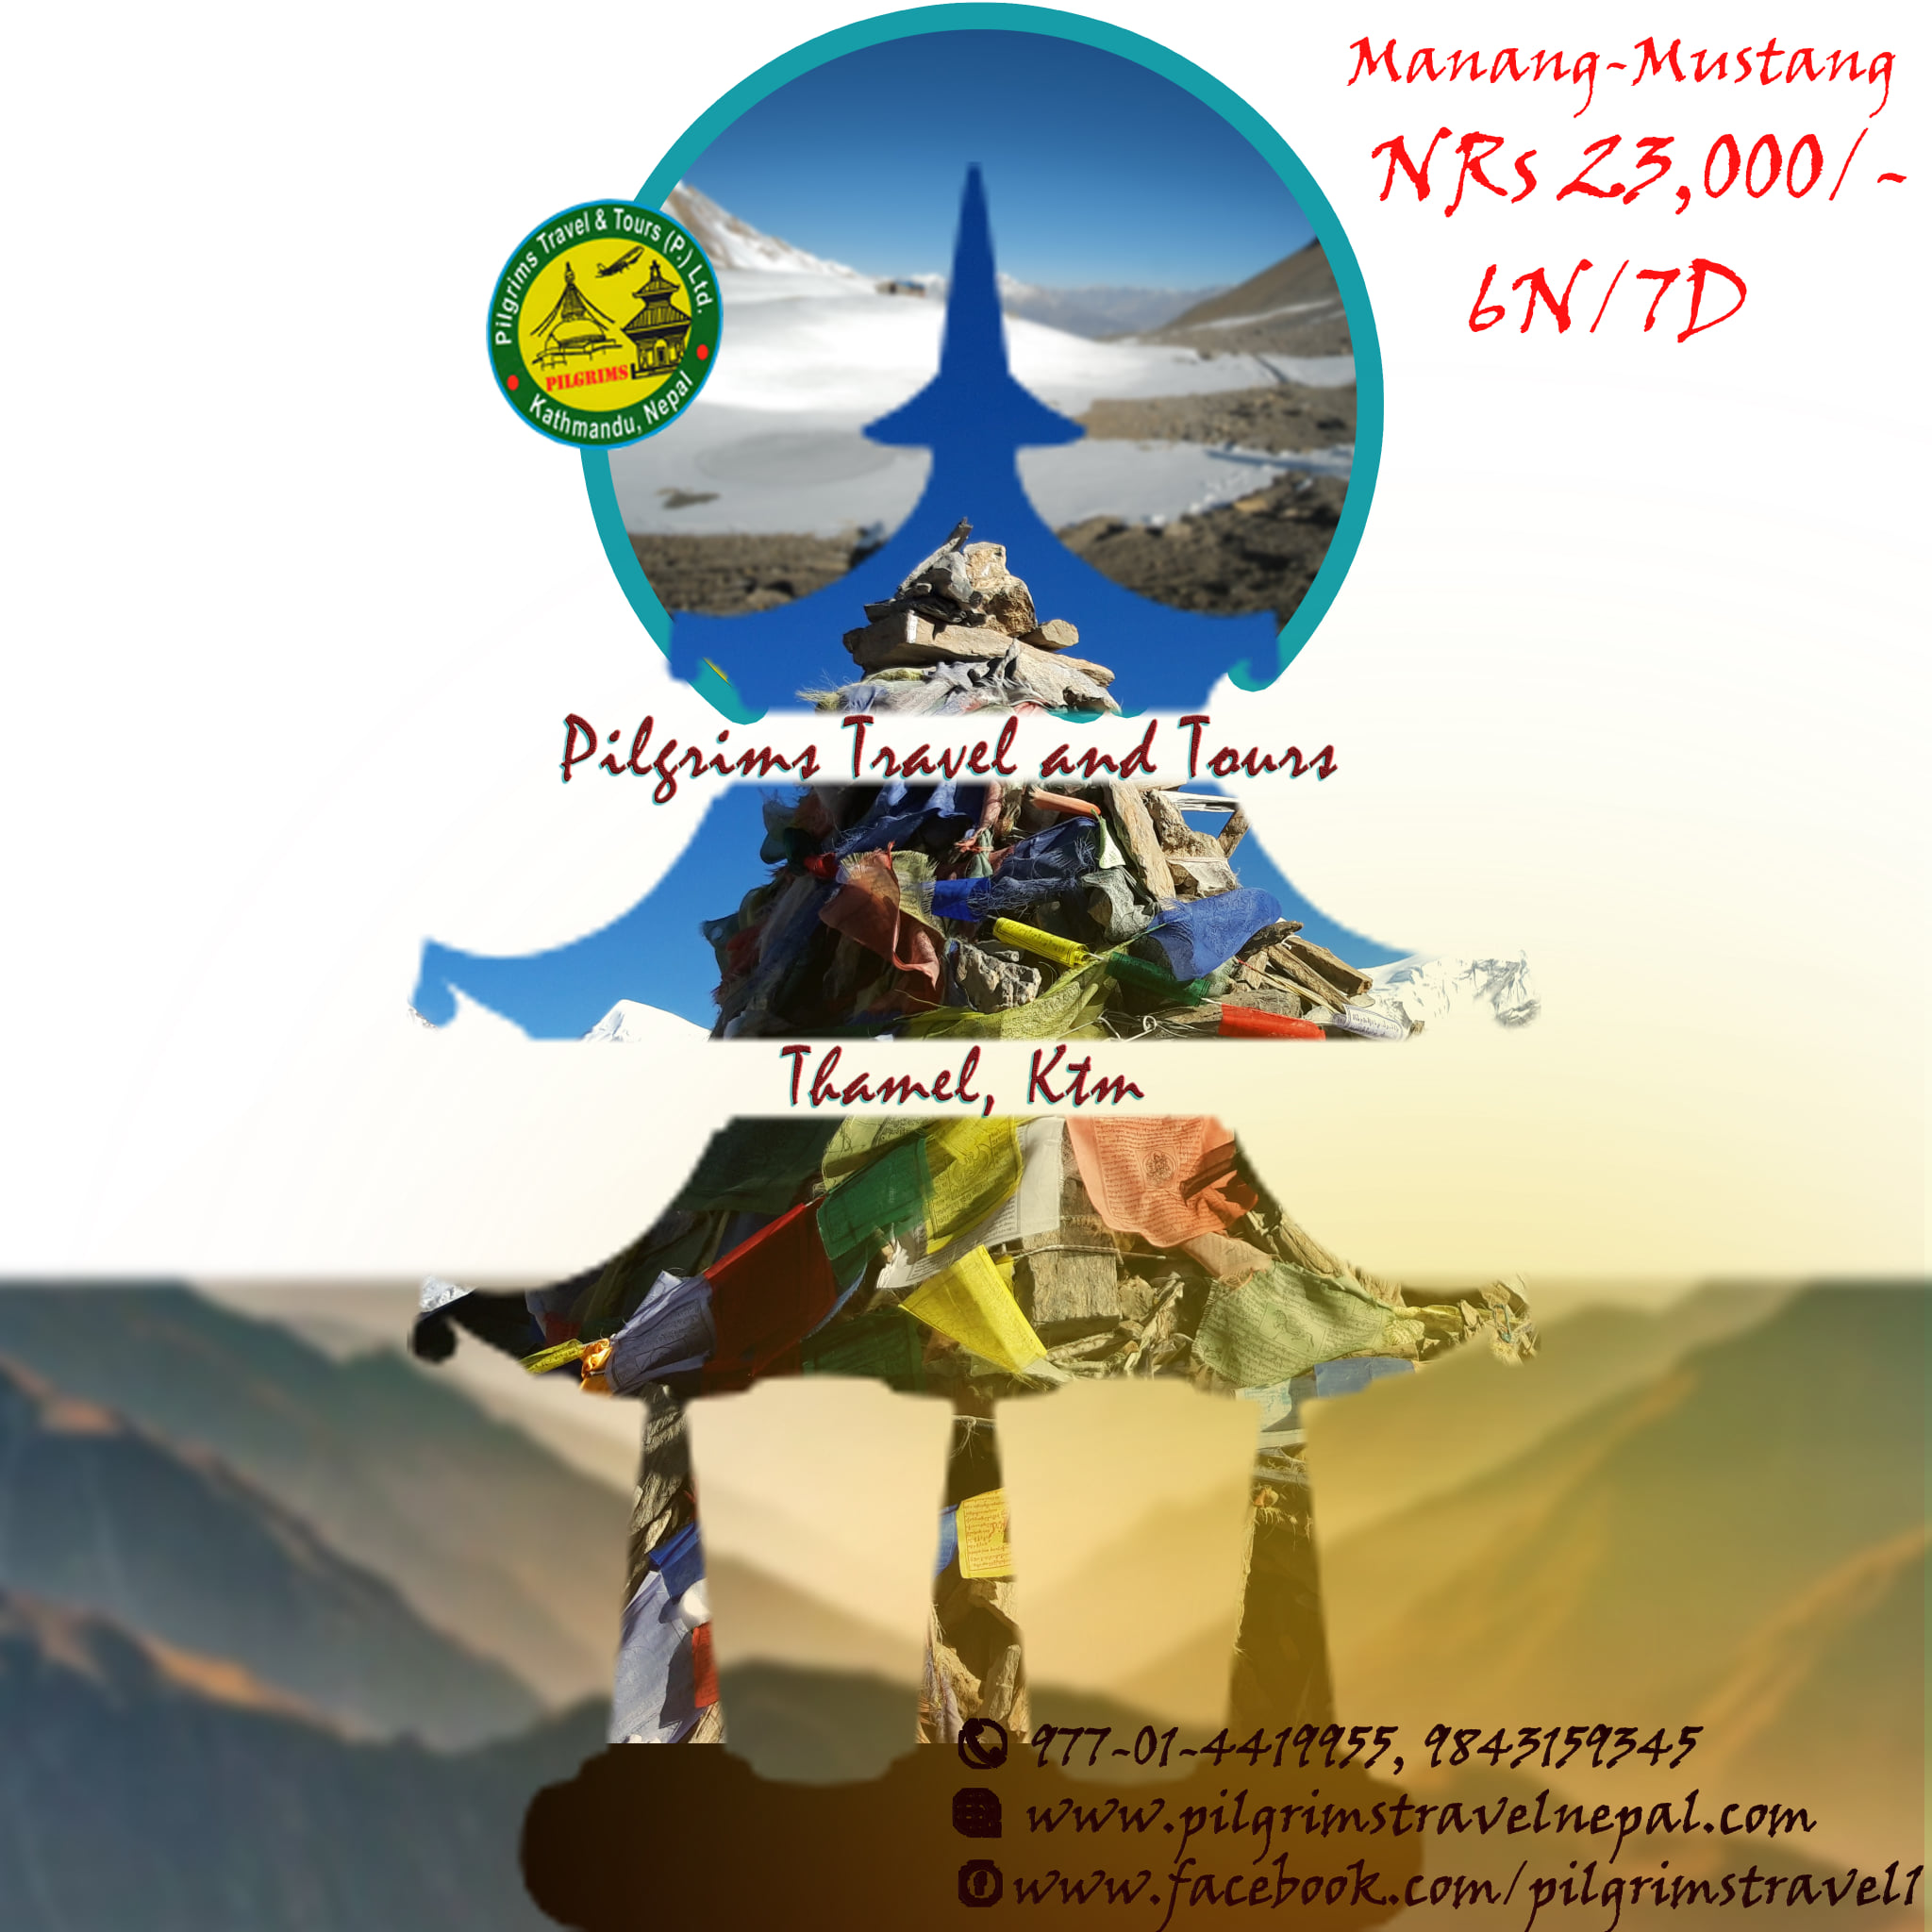 Manang-Mustang
NRs 23,000/-
6N/7D
Pilgrims Travel & Tours (P.) Ltd.
PILGRIMS
Kathmandu, Nepal
Pilgrims Travel and Tours
Thamel, Ktm
977-01-4419955, 9843159345
www.pilgrimstravelnepal.com
www.facebook.com/pilgrimstravel1